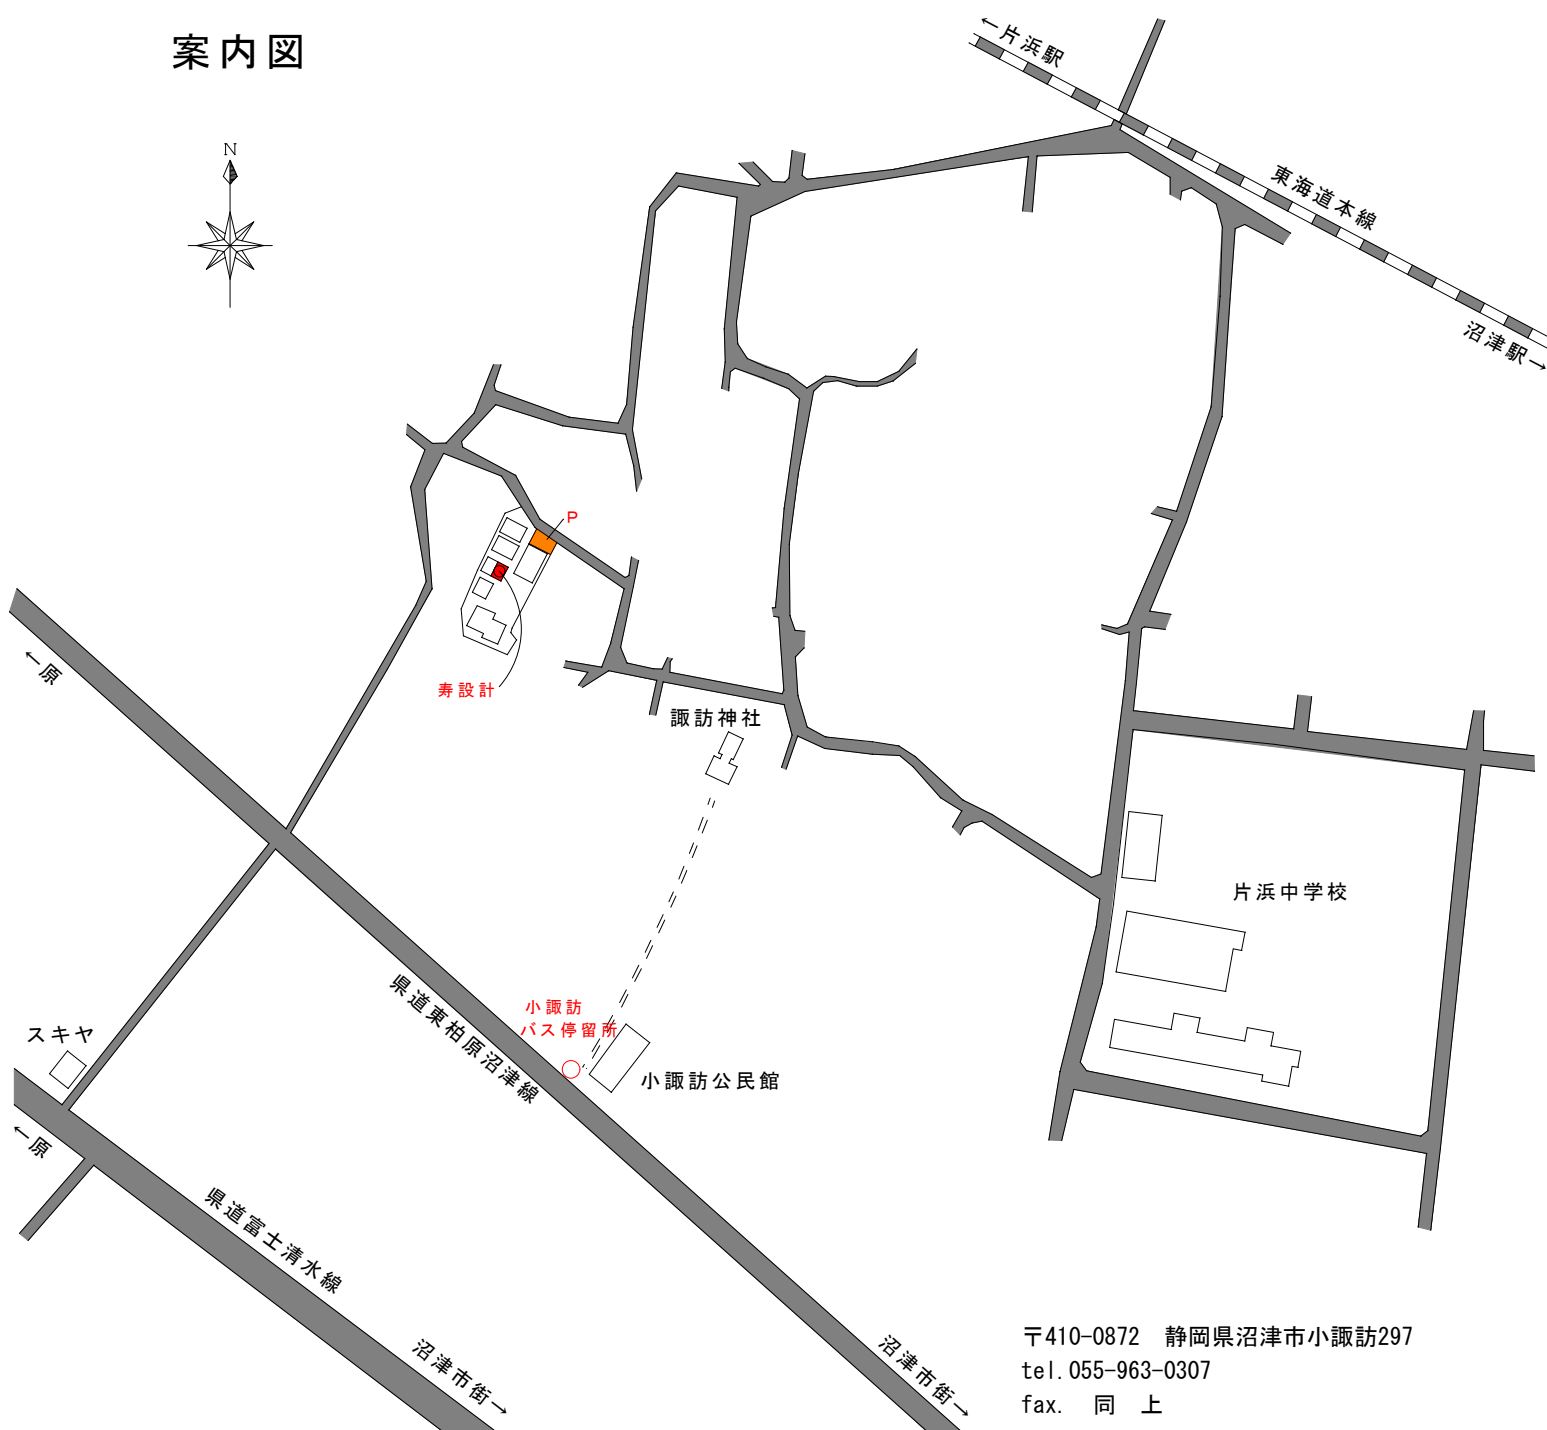 案内図
←片浜駅
N
東海道本線
沼津駅→
P
←原
寿設計
諏訪神社
片浜中学校
県道東柏原沼津線
小諏訪
バス停留所
スキヤ
小諏訪公民館
←原
県道富士清水線
沼津市街→
沼津市街→
〒410-0872　静岡県沼津市小諏訪297
tel.055-963-0307
fax.　同　上